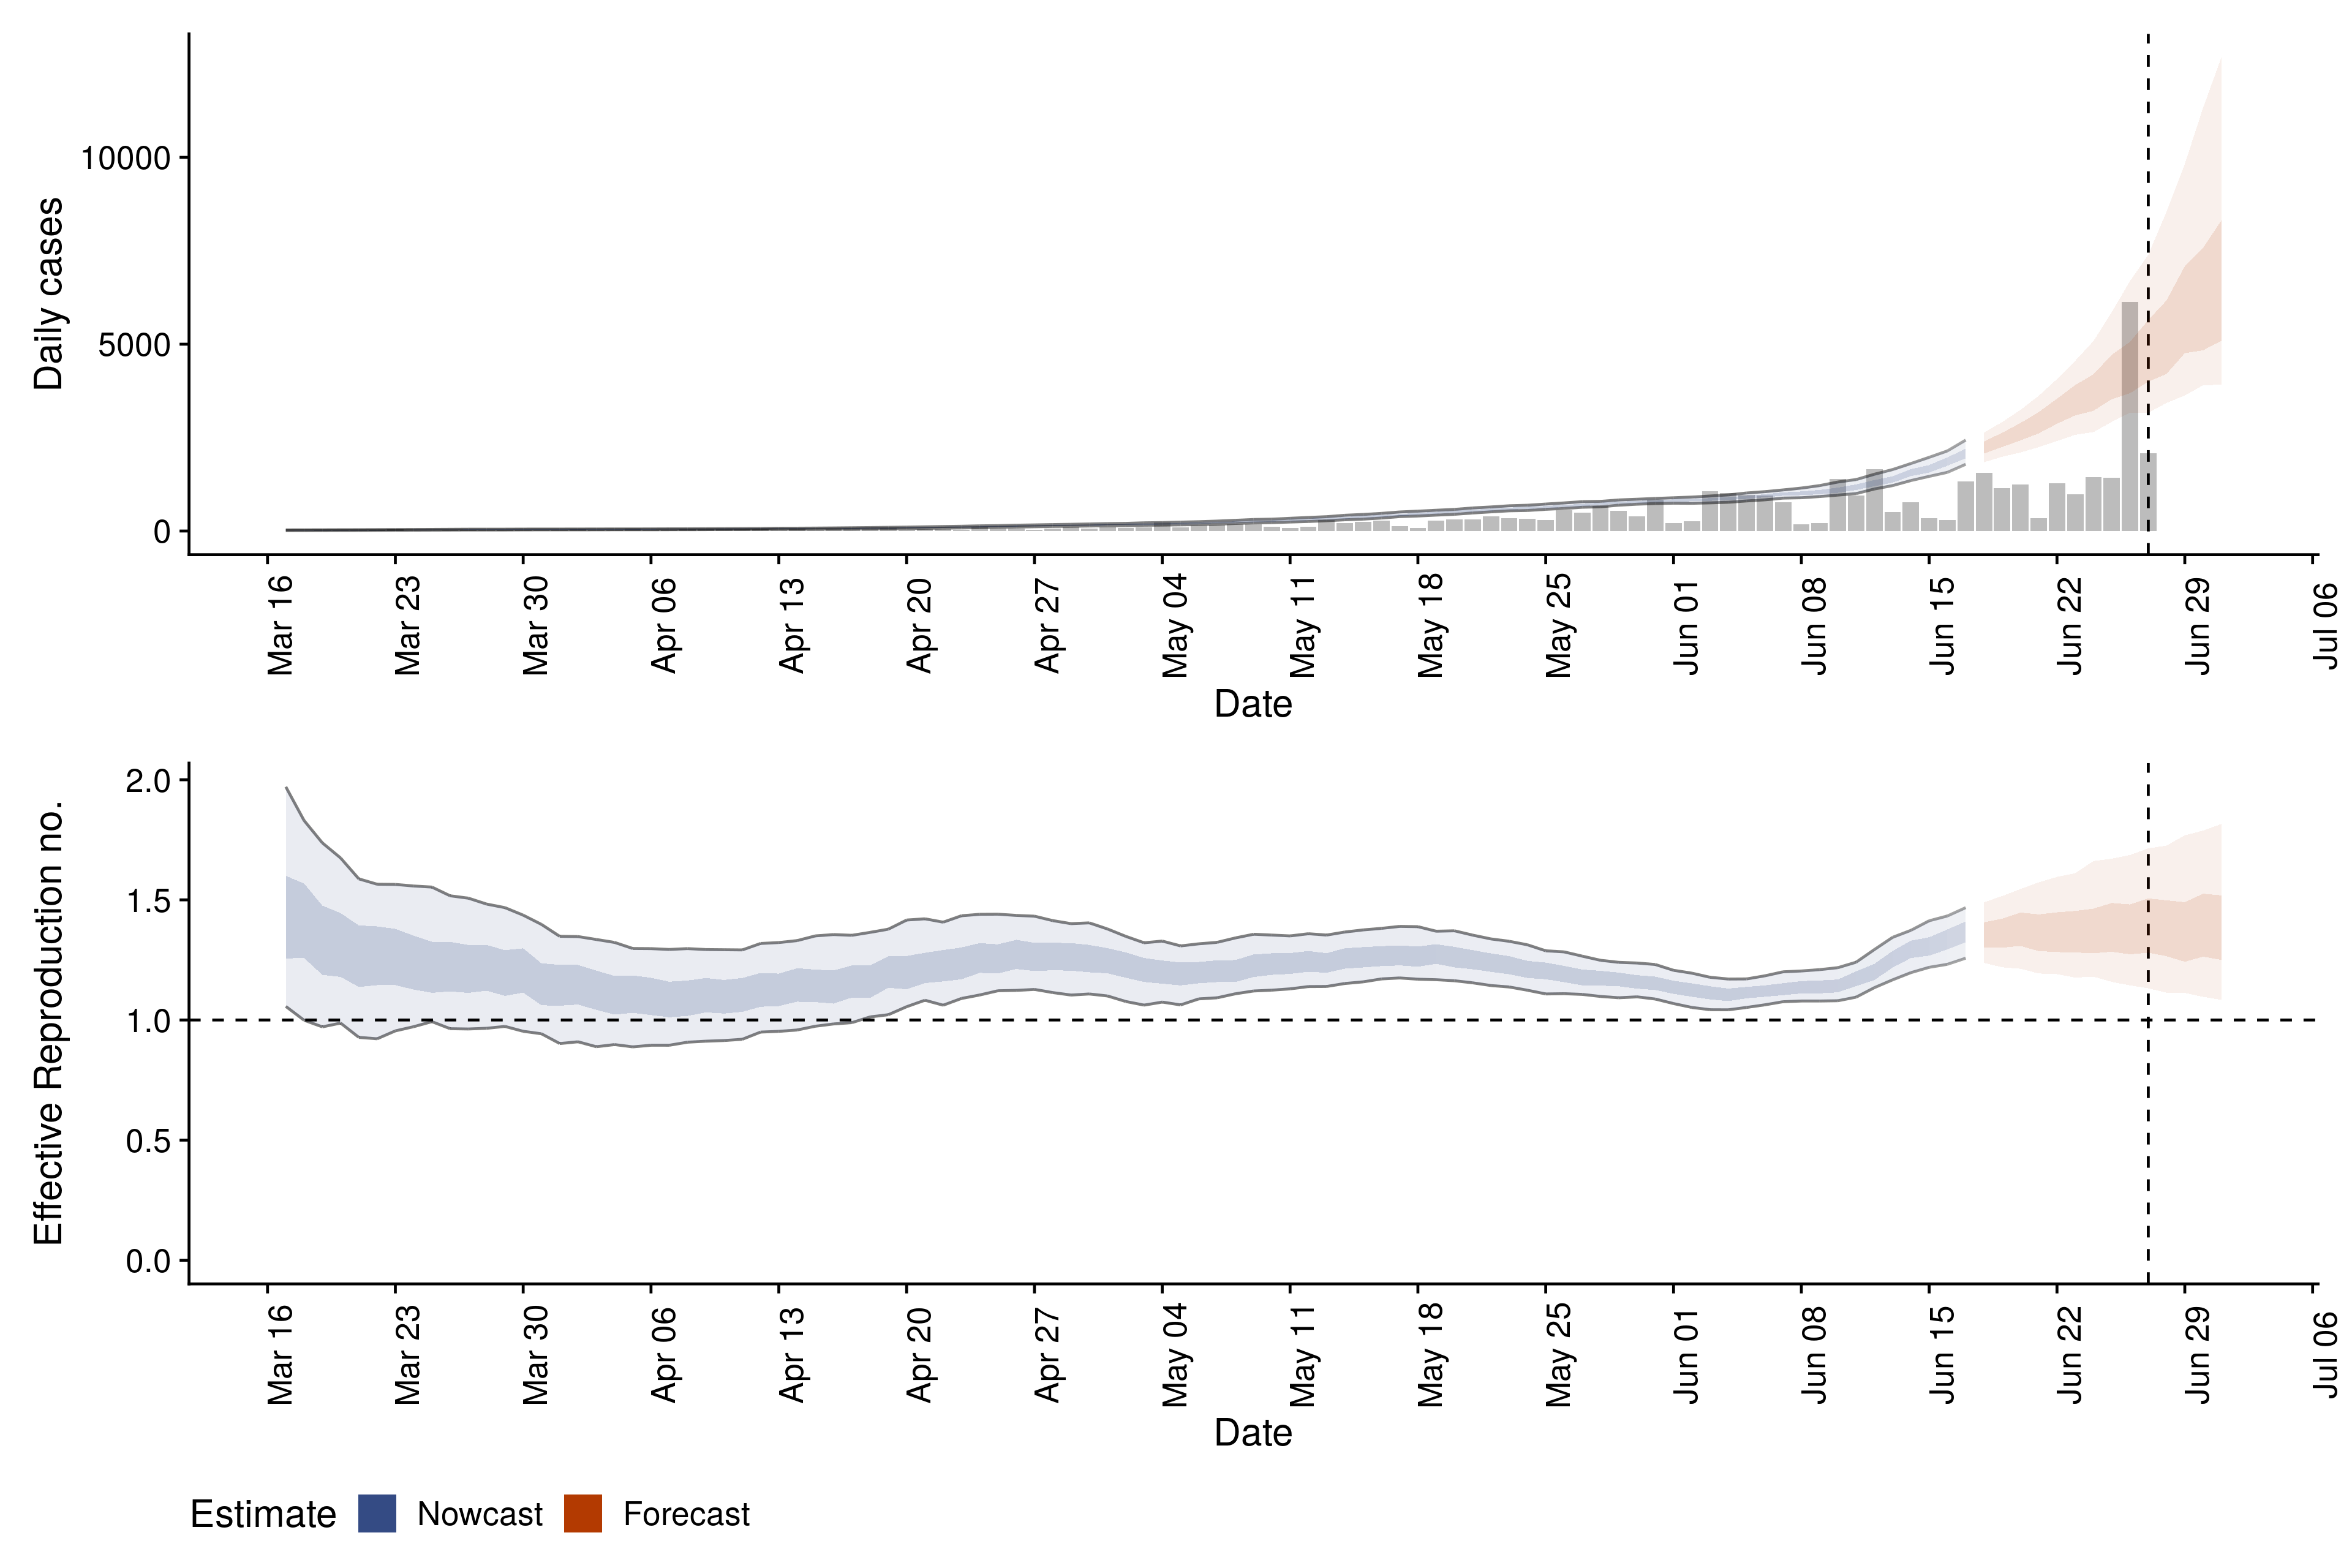 Daily cases
10000
5000
0
Mar 16
Mar 23
Mar 30
Apr 06
Apr 13
Apr 20
Apr 27
May 04
May 11
May 18
May 25
Jun 01
Jun 08
Jun 15
Jun 22
Jun 29
Jul 06
Date
Effective Reproduction no.
2.0
1.5
1.0
0.5
0.0
Mar 16
Mar 23
Mar 30
Apr 06
Apr 13
Apr 20
Apr 27
May 04
May 11
May 18
May 25
Jun 01
Jun 08
Jun 15
Jun 22
Jun 29
Jul 06
Date
Estimate Nowcast Forecast